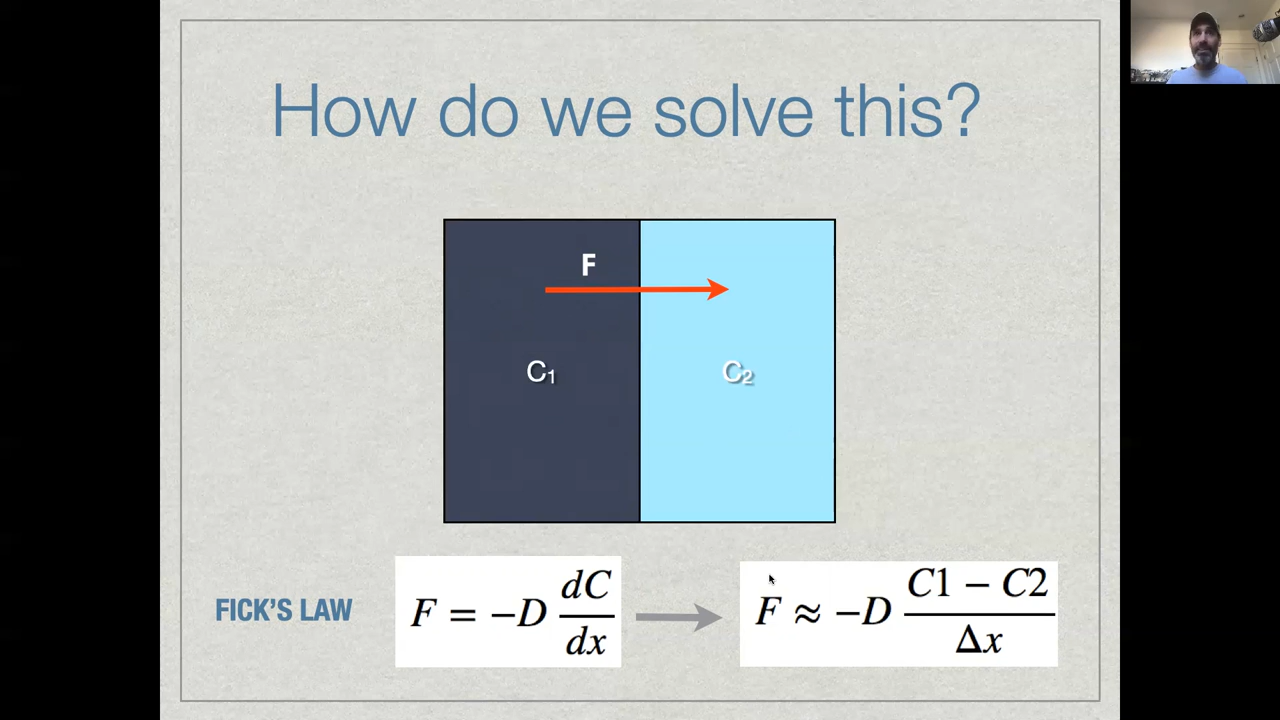 How do we solve this?
F
C₁
C₂
FICK'S LAW
F = −D dC/dx
F ≈ −D C1 − C2/Δx